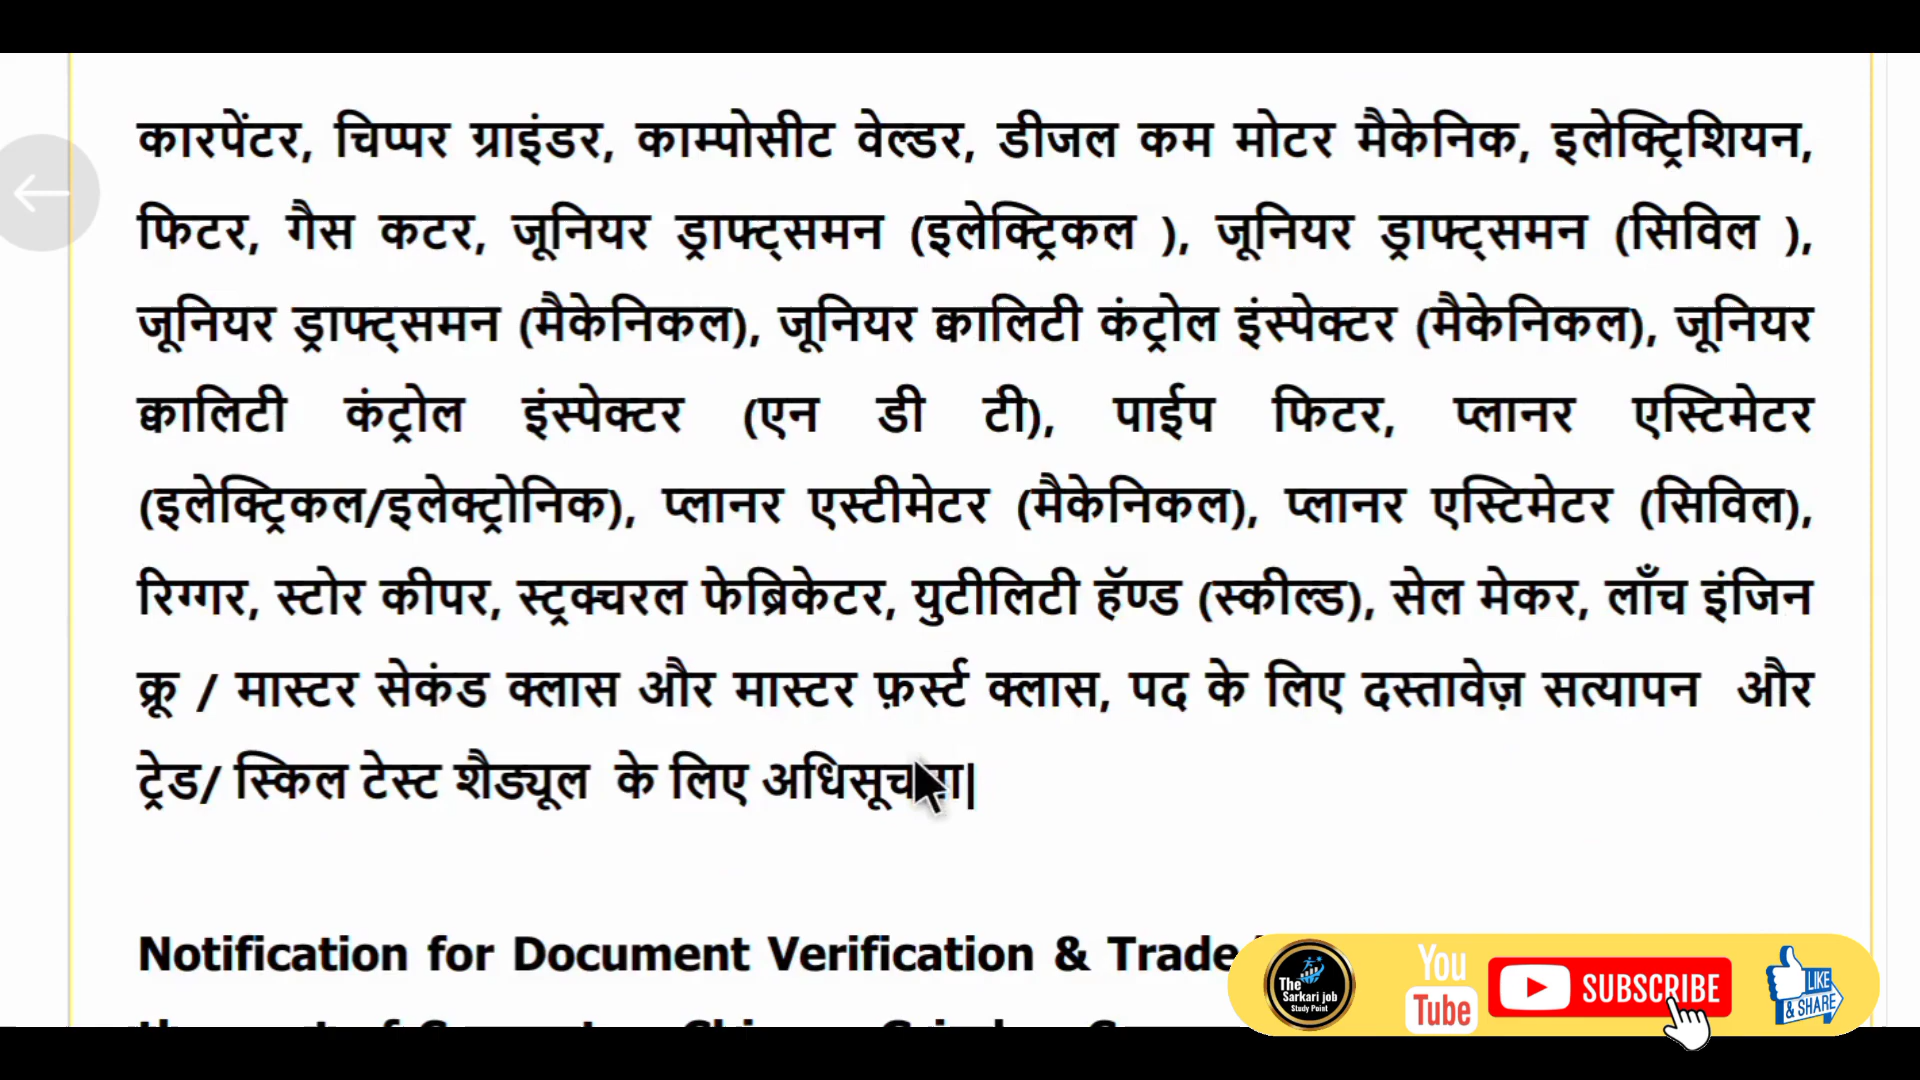 कारपेंटर, चिप्पर ग्राइंडर, काम्पोसीट वेल्डर, डीजल कम मोटर मैकेनिक, इलेक्ट्रिशियन,
फिटर, गैस कटर, जूनियर ड्राफ्ट्समन (इलेक्ट्रिकल ), जूनियर ड्राफ्ट्समन (सिविल ),
जूनियर ड्राफ्ट्समन (मैकेनिकल), जूनियर क्वालिटी कंट्रोल इंस्पेक्टर (मैकेनिकल), जूनियर
क्वालिटी कंट्रोल इंस्पेक्टर (एन डी टी), पाईप फिटर, प्लानर एस्टिमेटर
(इलेक्ट्रिकल/इलेक्ट्रोनिक), प्लानर एस्टीमेटर (मैकेनिकल), प्लानर एस्टिमेटर (सिविल),
रिग्गर, स्टोर कीपर, स्ट्रक्चरल फेब्रिकेटर, युटीलिटी हॅण्ड (स्कील्ड), सेल मेकर, लाँच इंजिन
क्रू / मास्टर सेकंड क्लास और मास्टर फ़र्स्ट क्लास, पद के लिए दस्तावेज़ सत्यापन और
ट्रेड/ स्किल टेस्ट शैड्यूल के लिए अधिसूचना|
Notification for Document Verification & Trade
The Sarkari job Study Point
You Tube
SUBSCRIBE
LIKE & SHARE